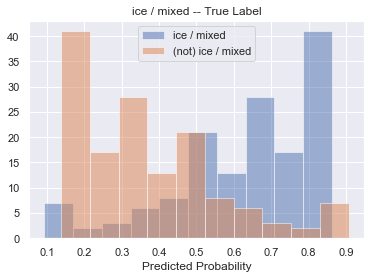 ice / mixed -- True Label
ice / mixed
(not) ice / mixed
40
35
30
25
20
15
10
5
0
0.1 0.2 0.3 0.4 0.5 0.6 0.7 0.8 0.9
Predicted Probability